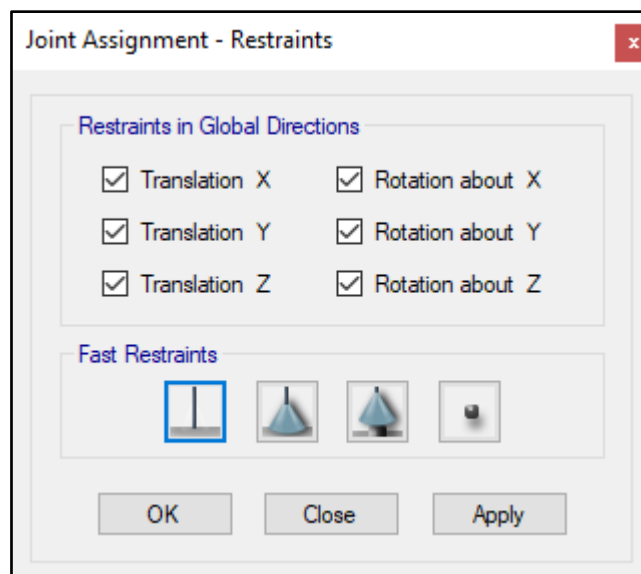 Joint Assignment - Restraints
x
Restraints in Global Directions
Translation X
Rotation about X
Translation Y
Rotation about Y
Translation Z
Rotation about Z
Fast Restraints
OK
Close
Apply